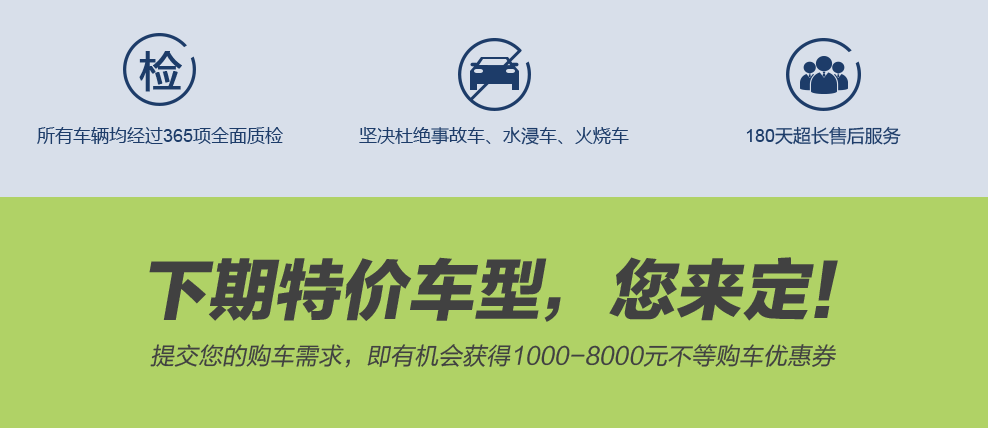 检
所有车辆均经过365项全面质检
坚决杜绝事故车、水浸车、火烧车
180天超长售后服务
下期特价车型，您来定!
提交您的购车需求，即有机会获得1000-8000元不等购车优惠券